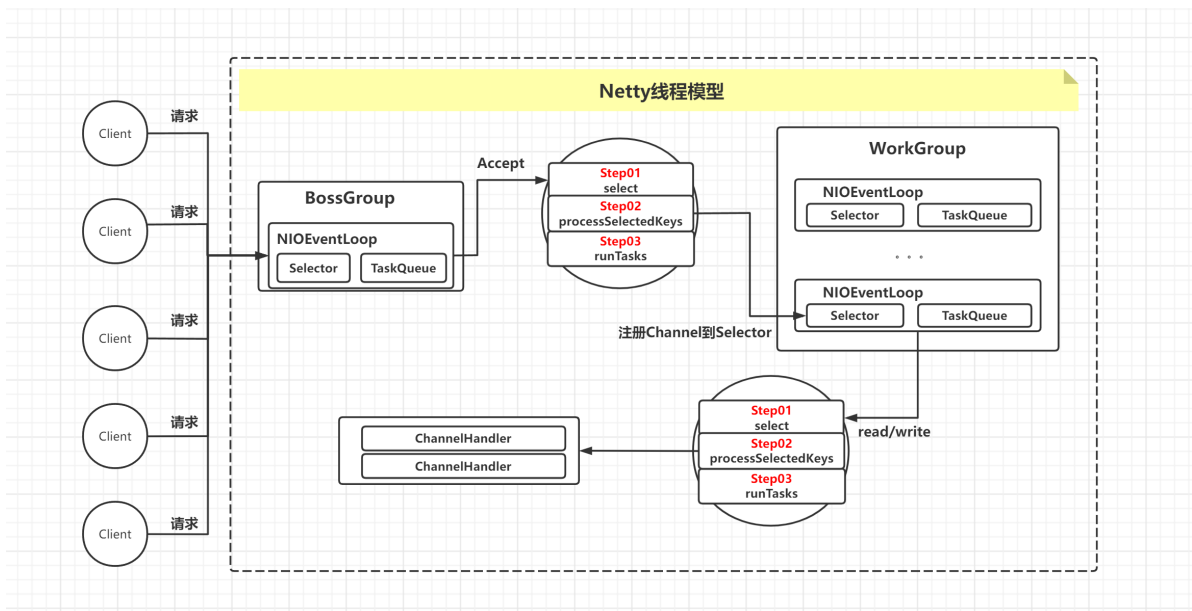 Netty线程模型
Client
请求
Client
请求
Client
请求
Client
请求
Client
请求
BossGroup
NIOEventLoop
Selector
TaskQueue
Accept
Step01
select
Step02
processSelectedKeys
Step03
runTasks
注册Channel到Selector
WorkGroup
NIOEventLoop
Selector
TaskQueue
...
NIOEventLoop
Selector
TaskQueue
read/write
Step01
select
Step02
processSelectedKeys
Step03
runTasks
ChannelHandler
ChannelHandler